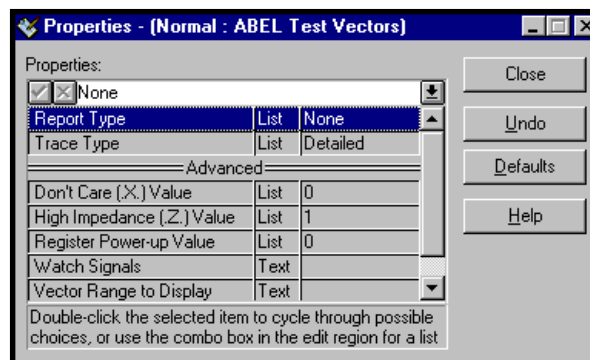 Properties - (Normal : ABEL Test Vectors)
Properties:
None
Close
Report Type List None
Undo
Trace Type List Detailed
Advanced
Defaults
Don't Care (.X.) Value List 0
High Impedance (.Z.) Value List 1
Help
Register Power-up Value List 0
Watch Signals Text
Vector Range to Display Text
Double-click the selected item to cycle through possible
choices, or use the combo box in the edit region for a list